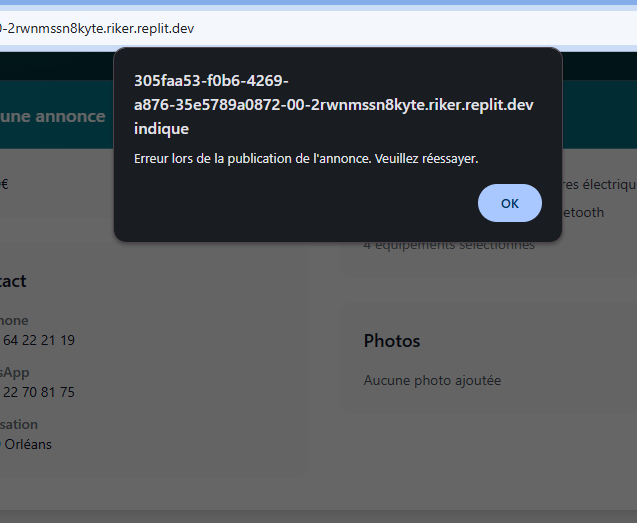 0-2rwnmssn8kyte.riker.replit.dev
305faa53-f0b6-4269-
a876-35e5789a0872-00-2rwnmssn8kyte.riker.replit.dev
indique
Erreur lors de la publication de l'annonce. Veuillez réessayer.
OK
une annonce
€
res électriqu
etooth
4 équipements sélectionnés
tact
hone
64 22 21 19
sApp
22 70 81 75
isation
Orléans
Photos
Aucune photo ajoutée